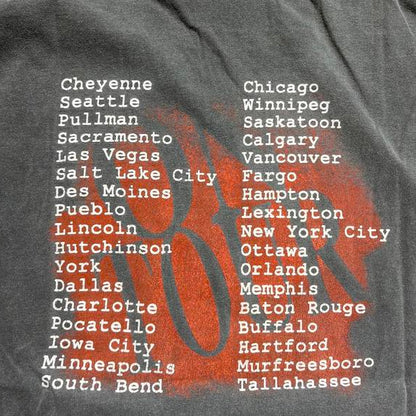 Cheyenne
Seattle
Pullman
Sacramento
Las Vegas
Salt Lake City
Des Moines
Pueblo
Lincoln
Hutchinson
York
Dallas
Charlotte
Pocatello
Iowa City
Minneapolis
South Bend
Chicago
Winnipeg
Saskatoon
Calgary
Vancouver
Fargo
Hampton
Lexington
New York City
Ottawa
Orlando
Memphis
Baton Rouge
Buffalo
Hartford
Murfreesboro
Tallahassee
ON
TOUR